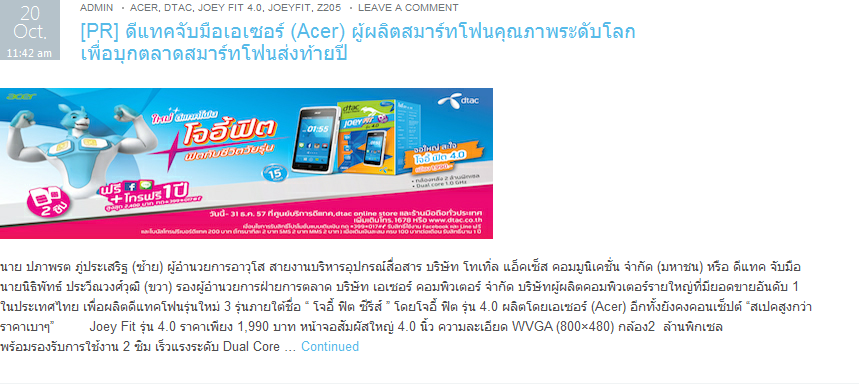 20
Oct.
11:42 am
ADMIN • ACER, DTAC, JOEY FIT 4.0, JOEYFIT, Z205 • LEAVE A COMMENT
[PR] ดีแทคจับมือเอเซอร์ (Acer) ผู้ผลิตสมาร์ทโฟนคุณภาพระดับโลก
เพื่อบุกตลาดสมาร์ทโฟนส่งท้ายปี
acer
dtac
ใหม่
โจอี้ฟิต
01:55
dtac
JOEY FIT
4.0
15
จอใหญ่ สะใจ
โจอี้ ฟิต 4.0
• Dual core 1.0 GHz
ฟรี
+โทรฟรี 1 ปี
2 ซิม
วันนี้ - 31 ธ.ค. 57 ที่ศูนย์บริการดีแทค, dtac online store และร้านมือถือทั่วประเทศ
เพิ่มเติมโทร. 1678 หรือ www.dtac.co.th
นาย ปภาพรต ภู่ประเสริฐ (ซ้าย) ผู้อำนวยการอาวุโส สายงานบริหารอุปกรณ์สื่อสาร บริษัท โทเทิ่ล แอ็คเซ็ส คอมมูนิเคชั่น จำกัด (มหาชน) หรือ ดีแทค จับมือ
นายนิธิพัทธ์ ประวีณวงศ์วุฒิ (ขวา) รองผู้อำนวยการฝ่ายการตลาด บริษัท เอเซอร์ คอมพิวเตอร์ จำกัด บริษัทผู้ผลิตคอมพิวเตอร์รายใหญ่ที่มียอดขายอันดับ 1
ในประเทศไทย เพื่อผลิตดีแทคโฟนรุ่นใหม่ 3 รุ่นภายใต้ชื่อ “ โจอี้ ฟิต ซีรีส์ ” โดยโจอี้ ฟิต รุ่น 4.0 ผลิตโดยเอเซอร์ (Acer) อีกทั้งยังคงคอนเซ็ปต์ “สเปคสูงกว่า
ราคาเบาๆ” Joey Fit รุ่น 4.0 ราคาเพียง 1,990 บาท หน้าจอสัมผัสใหญ่ 4.0 นิ้ว ความละเอียด WVGA (800×480) กล้อง2 ล้านพิกเซล
พร้อมรองรับการใช้งาน 2 ซิม เร็วแรงระดับ Dual Core … Continued